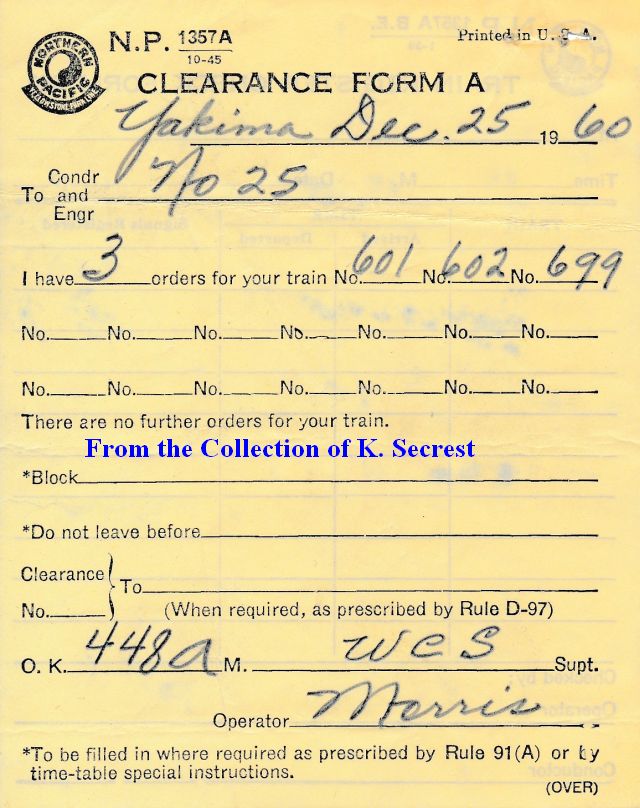 NORTHERN PACIFIC
YELLOWSTONE PARK LINE
N.P. 1357A
10-45
Printed in U. S. A.
CLEARANCE FORM A
Yakima Dec. 25 1960
Condr
To and No 25
Engr
I have 3 orders for your train No. 601 No. 602 No. 699
No. No. No. No. No. No. No.
No. No. No. No. No. No. No.
There are no further orders for your train.
From the Collection of K. Secrest
*Block
*Do not leave before
Clearance
To
No.
(When required, as prescribed by Rule D-97)
O. K. 448a M. WCS Supt.
Operator Morris
*To be filled in where required as prescribed by Rule 91(A) or by
time-table special instructions.
(OVER)